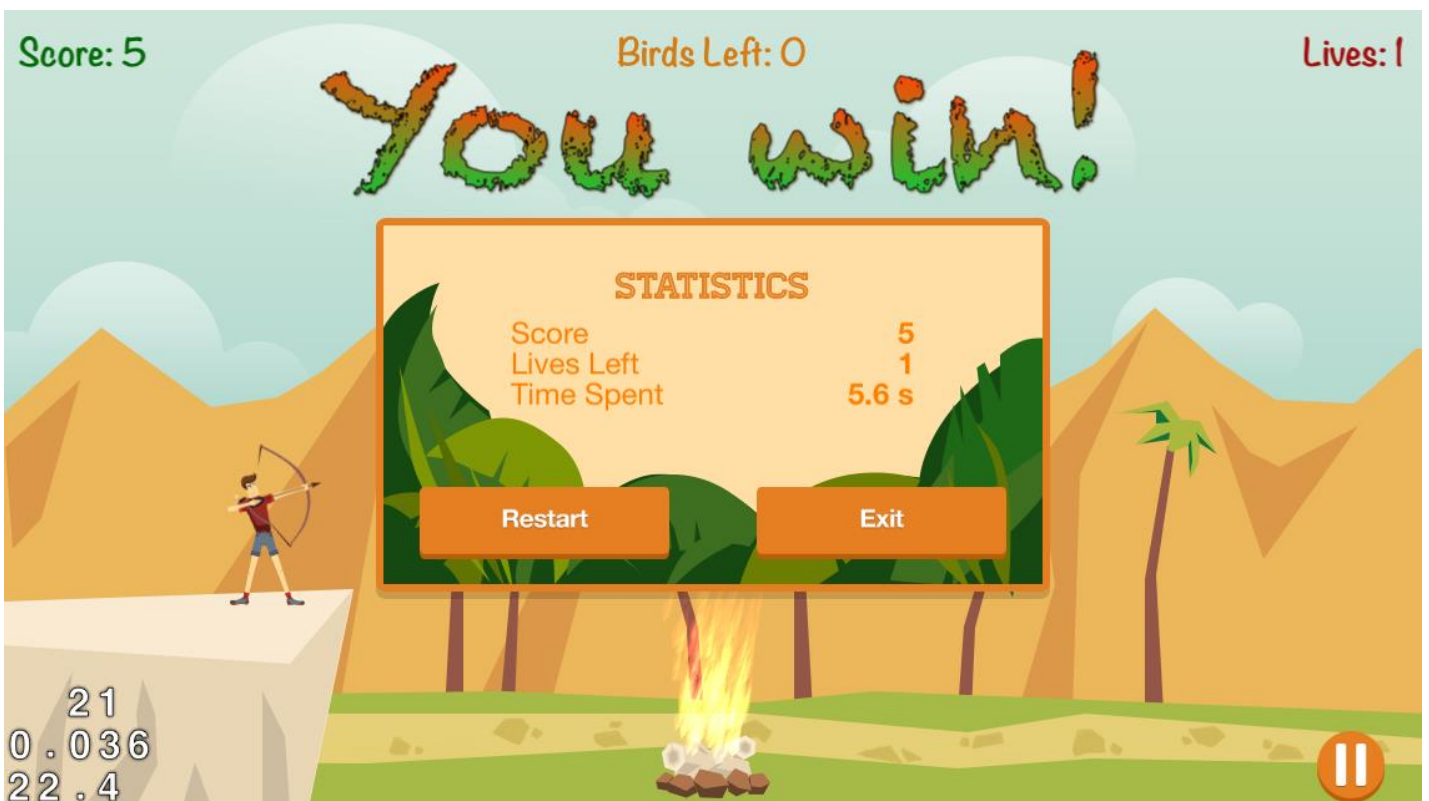 Score: 5
Birds Left: 0
Lives: 1
You win!
STATISTICS
Score 5
Lives Left 1
Time Spent 5.6 s
Restart
Exit
21
0.036
22.4